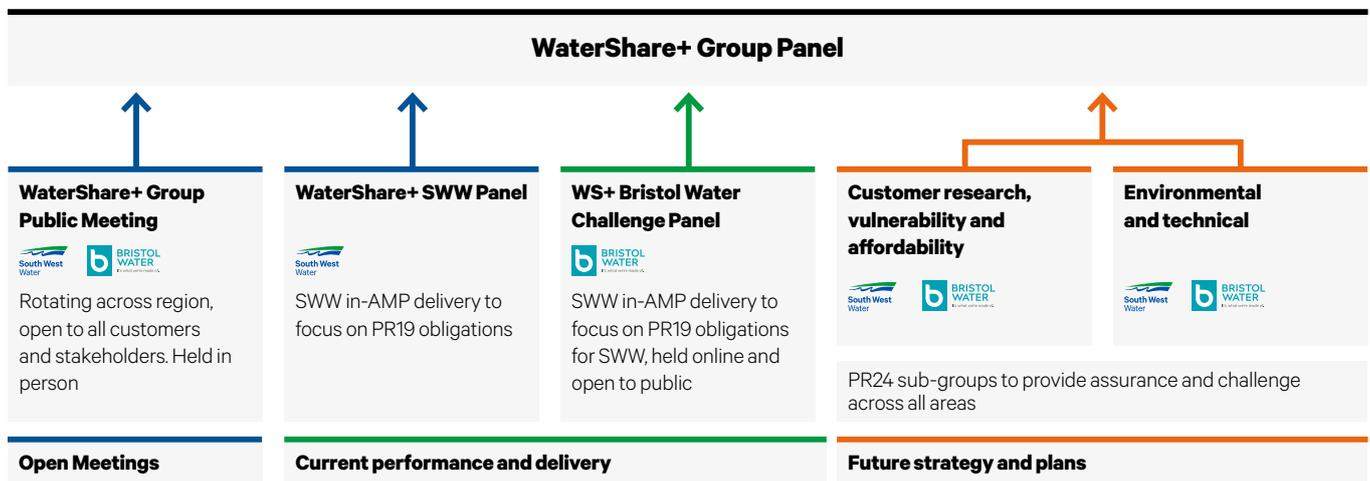 WaterShare+ Group Panel
WaterShare+ Group
Public Meeting
South West
Water
BRISTOL
WATER
Rotating across region,
open to all customers
and stakeholders. Held in
person
WaterShare+ SWW Panel
South West
Water
SWW in-AMP delivery to
focus on PR19 obligations
WS+ Bristol Water
Challenge Panel
BRISTOL
WATER
SWW in-AMP delivery to
focus on PR19 obligations
for SWW, held online and
open to public
Customer research,
vulnerability and
affordability
South West
Water
BRISTOL
WATER
Environmental
and technical
South West
Water
BRISTOL
WATER
PR24 sub-groups to provide assurance and challenge
across all areas
Open Meetings
Current performance and delivery
Future strategy and plans